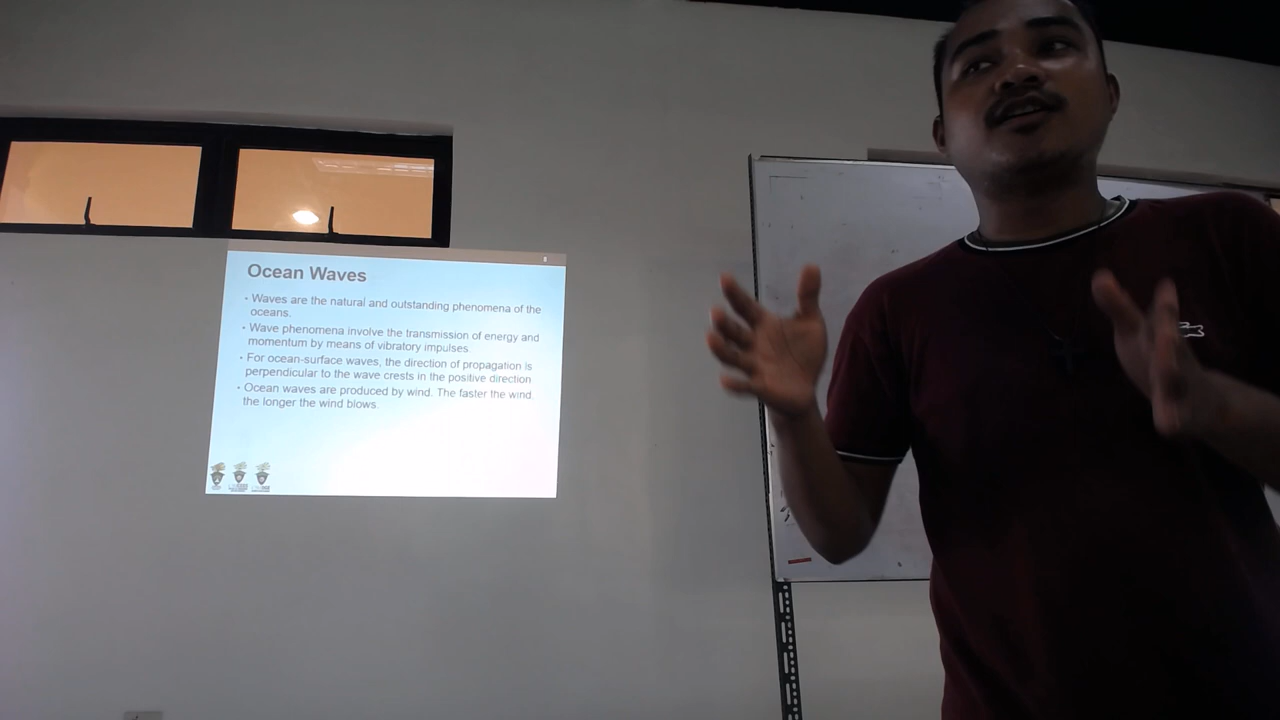 8
Ocean Waves
• Waves are the natural and outstanding phenomena of the
oceans.
• Wave phenomena involve the transmission of energy and
momentum by means of vibratory impulses.
• For ocean-surface waves, the direction of propagation is
perpendicular to the wave crests in the positive direction
• Ocean waves are produced by wind. The faster the wind,
the longer the wind blows.